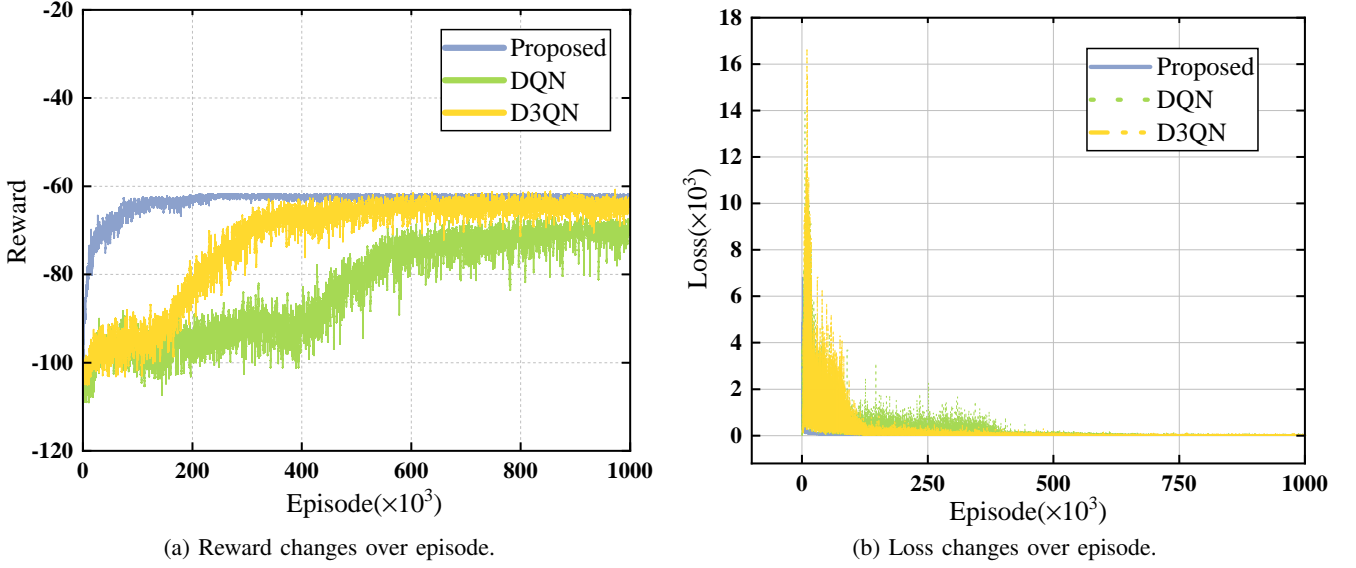 -20
-40
-60
-80
-100
-120
Reward
0
200
400
600
800
1000
Episode(×10³)
Proposed
DQN
D3QN
(a) Reward changes over episode.
18
16
14
12
10
8
6
4
2
0
Loss(×10³)
0
250
500
750
1000
Episode(×10³)
Proposed
DQN
D3QN
(b) Loss changes over episode.